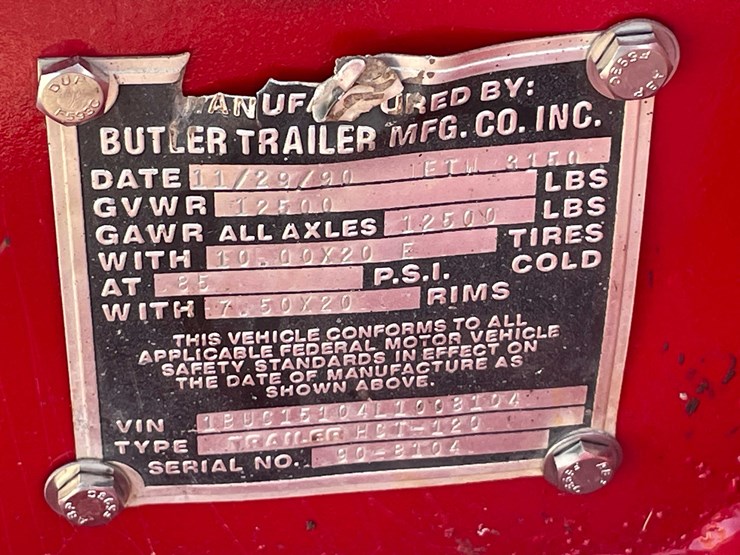 MANUFACTURED BY:
BUTLER TRAILER MFG. CO. INC.
DATE 11/29/90 ETW 3150 LBS
GVWR 12500 LBS
GAWR ALL AXLES 12500
WITH 10.00X20 F TIRES
AT 85 P.S.I. COLD
WITH 7.50X20 RIMS
THIS VEHICLE CONFORMS TO ALL
APPLICABLE FEDERAL MOTOR VEHICLE
SAFETY STANDARDS IN EFFECT ON
THE DATE OF MANUFACTURE AS
SHOWN ABOVE.
VIN 1BUC15104L1008104
TYPE TRAILER HCT-120
SERIAL NO. 90-8104